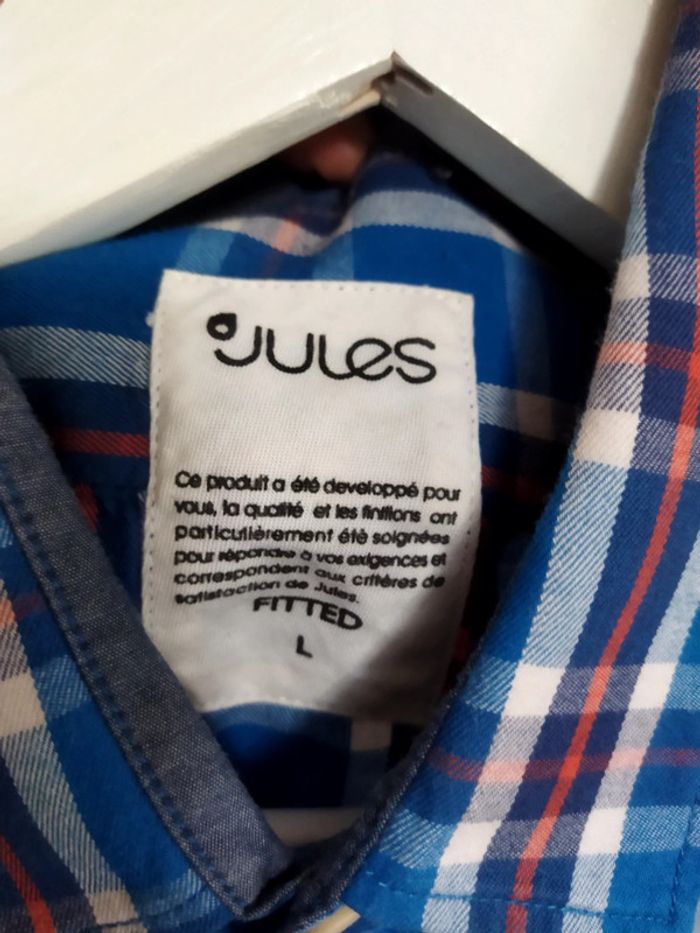 JULES
Ce produit a été developpé pour
vous, la qualité et les finitions ont
particulièrement été soignées
pour répondre à vos exigences et
correspondent aux critères de
satisfaction de Jules.
FITTED
L